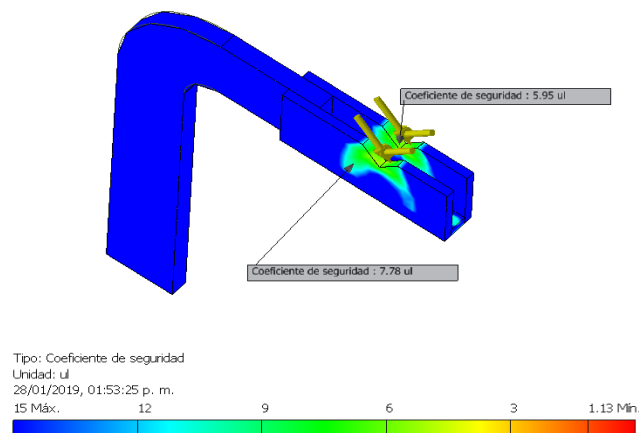 Coeficiente de seguridad : 5.95 ul
Coeficiente de seguridad : 7.78 ul
Tipo: Coeficiente de seguridad
Unidad: ul
28/01/2019, 01:53:25 p. m.
15 Máx. 12 9 6 3 1.13 Mín.